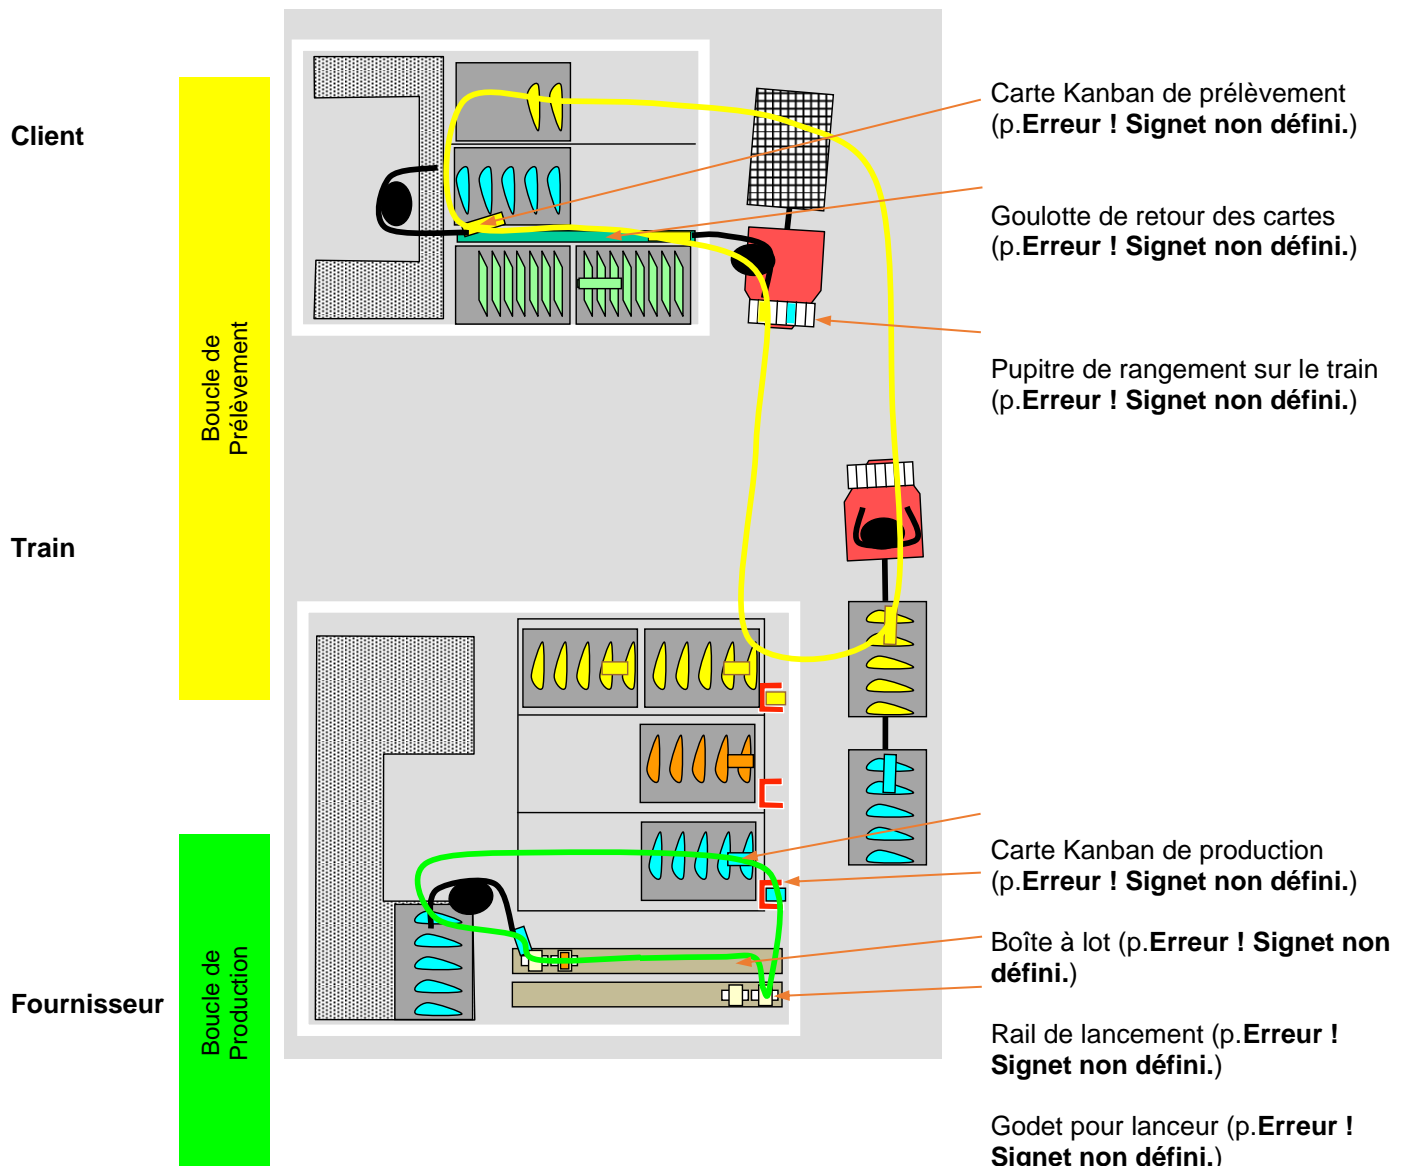 Client
Boucle de
Prélèvement
Train
Boucle de
Production
Fournisseur
Carte Kanban de prélèvement
(p.Erreur ! Signet non défini.)
Goulotte de retour des cartes
(p.Erreur ! Signet non défini.)
Pupitre de rangement sur le train
(p.Erreur ! Signet non défini.)
Carte Kanban de production
(p.Erreur ! Signet non défini.)
Boîte à lot (p.Erreur ! Signet non
défini.)
Rail de lancement (p.Erreur !
Signet non défini.)
Godet pour lanceur (p.Erreur !
Signet non défini.)